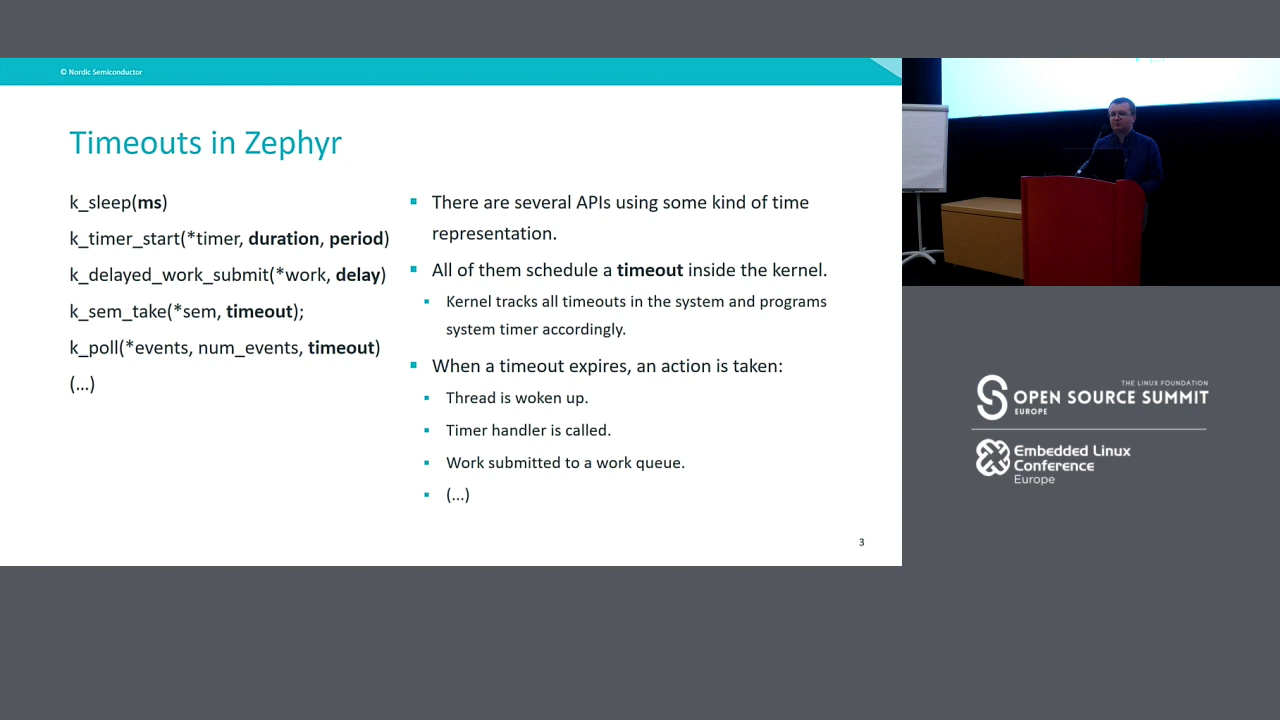 © Nordic Semiconductor
Timeouts in Zephyr
k_sleep(ms)
k_timer_start(*timer, duration, period)
k_delayed_work_submit(*work, delay)
k_sem_take(*sem, timeout);
k_poll(*events, num_events, timeout)
(...)
There are several APIs using some kind of time
representation.
All of them schedule a timeout inside the kernel.
Kernel tracks all timeouts in the system and programs
system timer accordingly.
When a timeout expires, an action is taken:
Thread is woken up.
Timer handler is called.
Work submitted to a work queue.
(...)
3
THE LINUX FOUNDATION
OPEN SOURCE SUMMIT
EUROPE
Embedded Linux
Conference
Europe